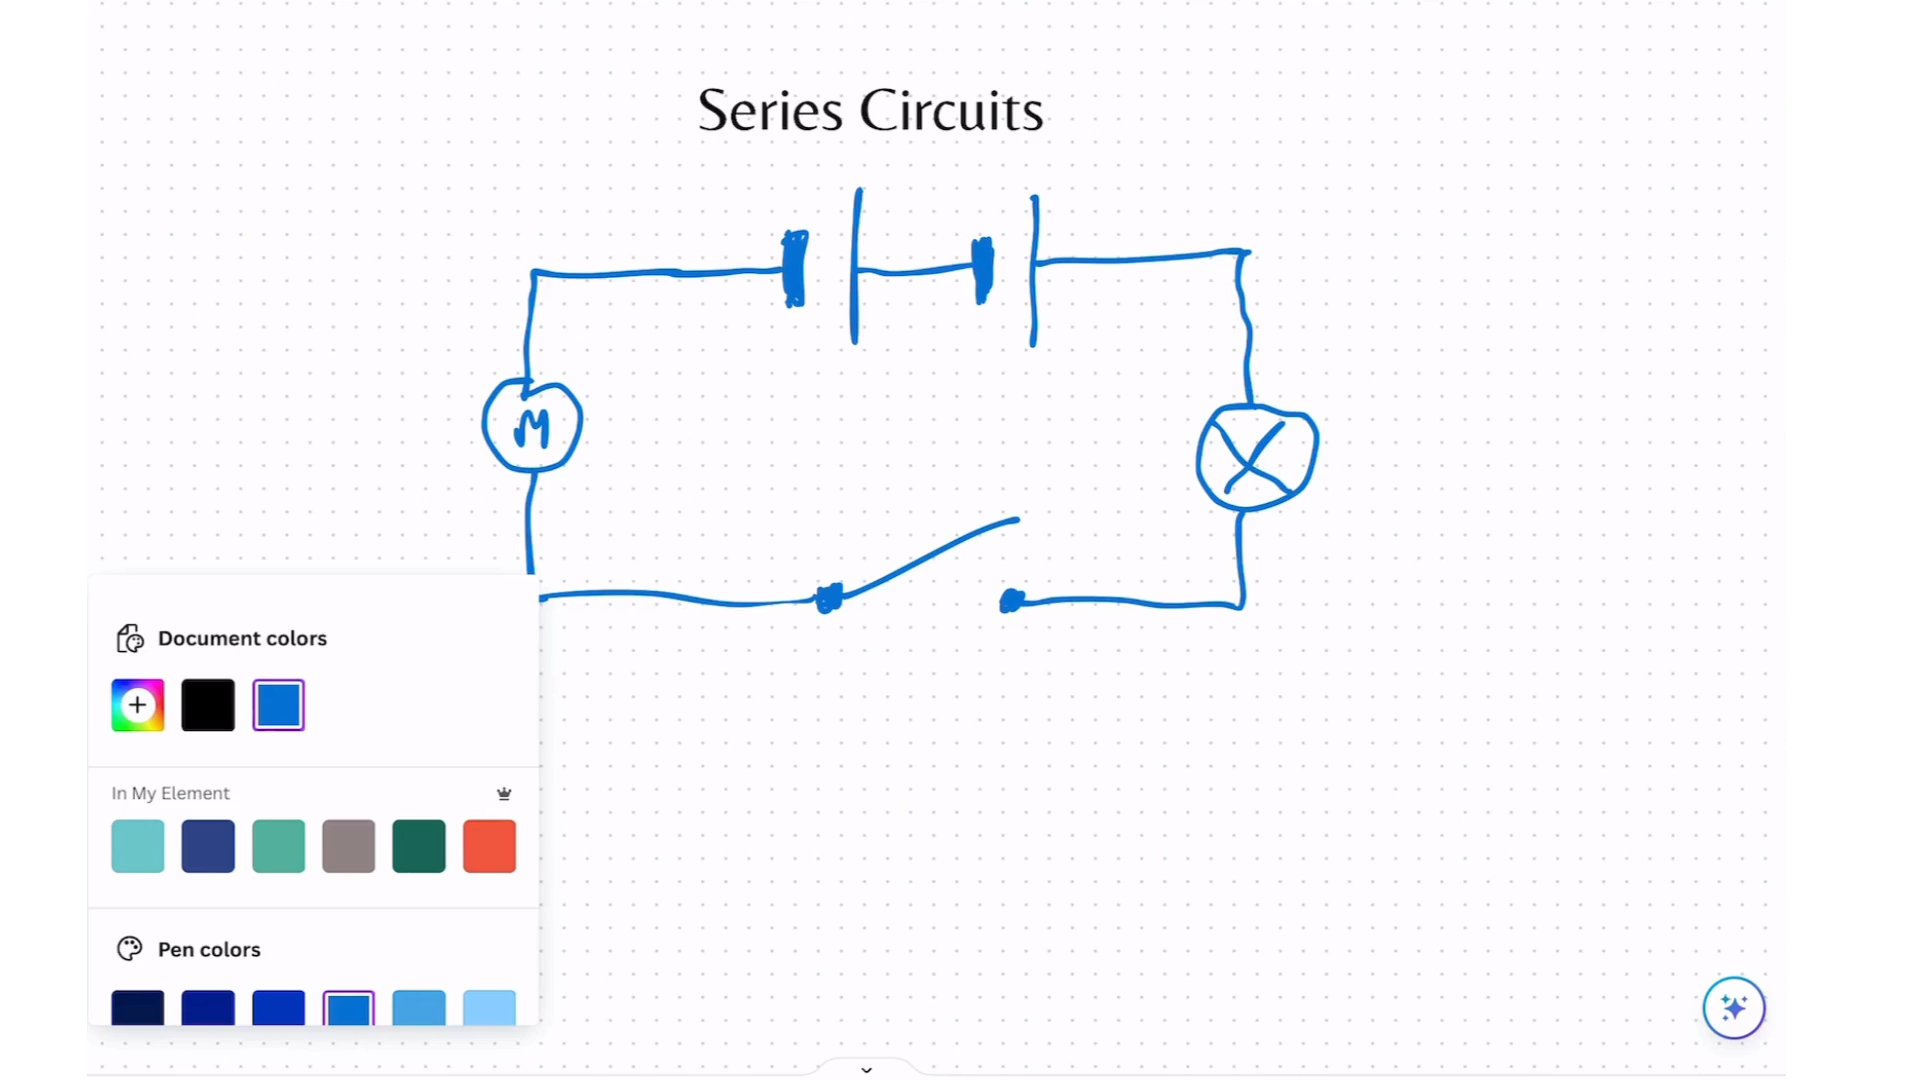 Series Circuits
M
Document colors
In My Element
Pen colors